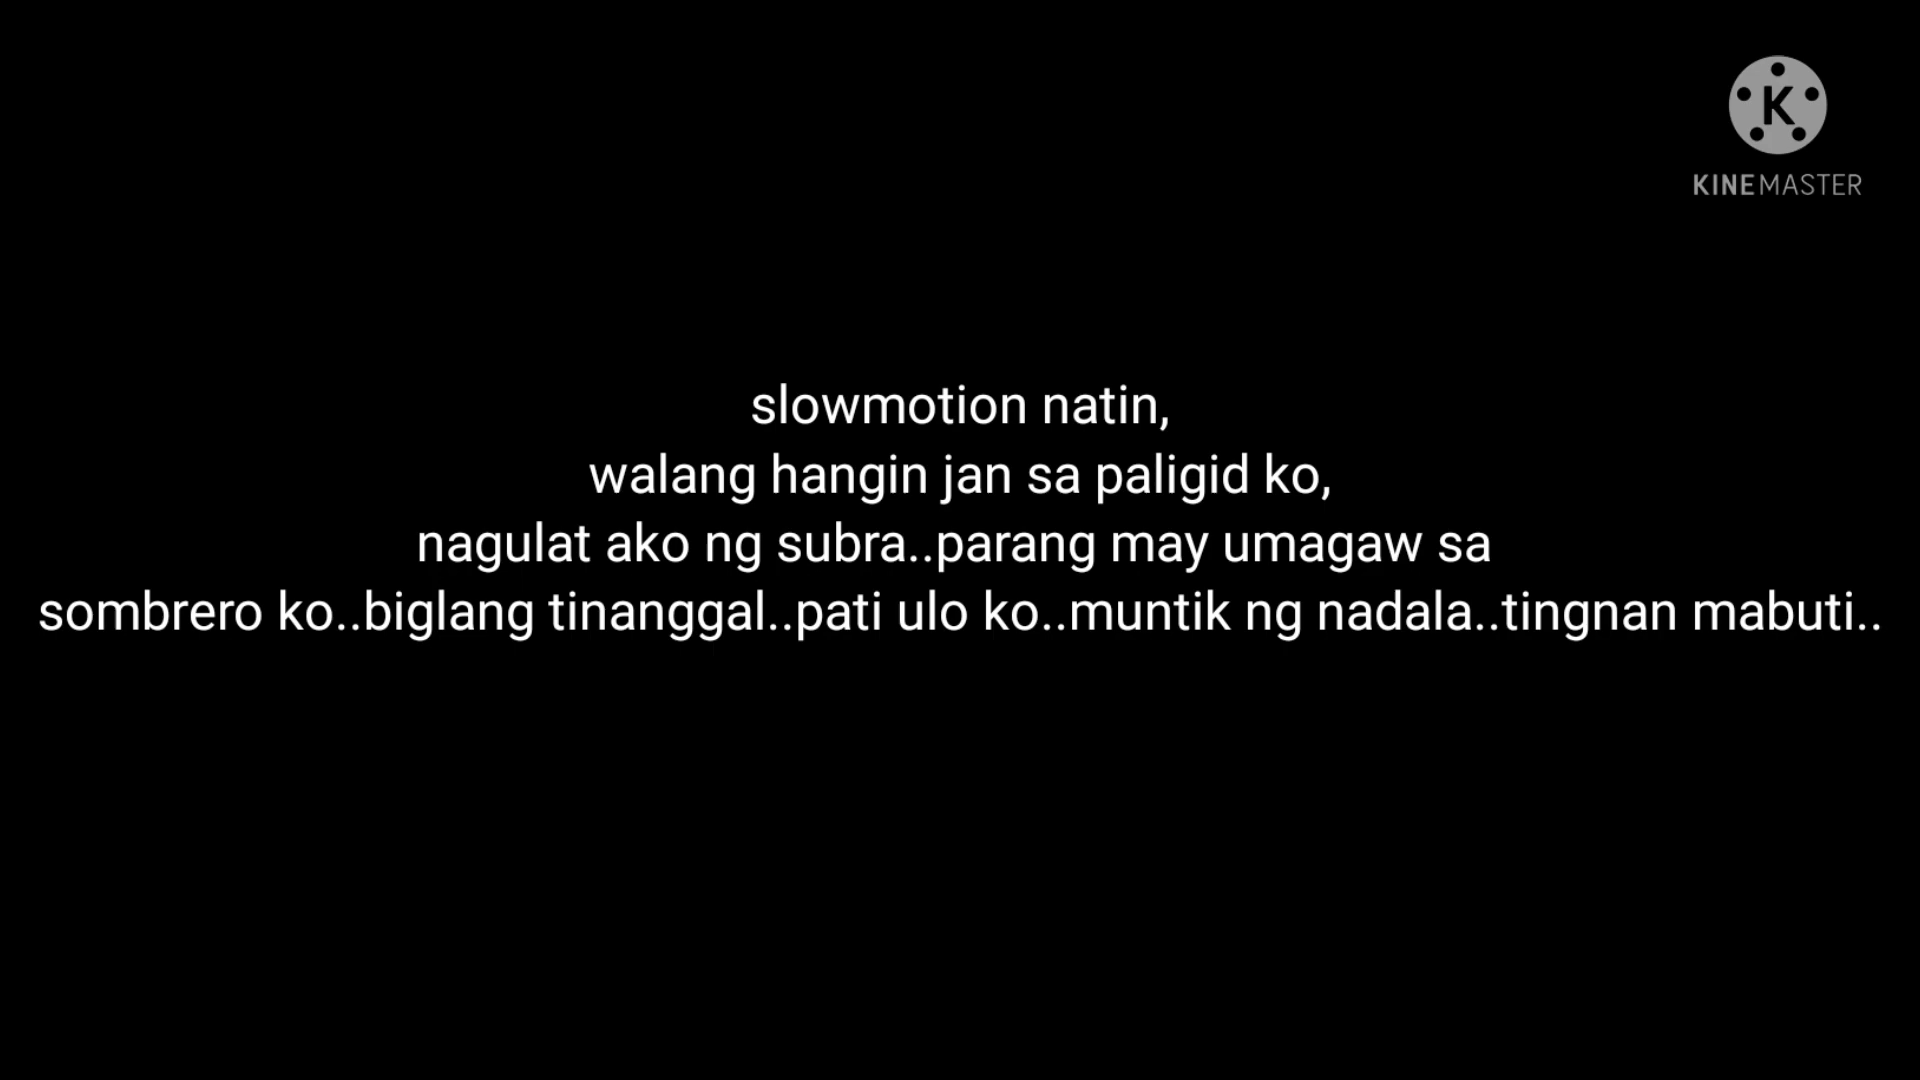 K
KINEMASTER
slowmotion natin,
walang hangin jan sa paligid ko,
nagulat ako ng subra..parang may umagaw sa
sombrero ko..biglang tinanggal..pati ulo ko..muntik ng nadala..tingnan mabuti..